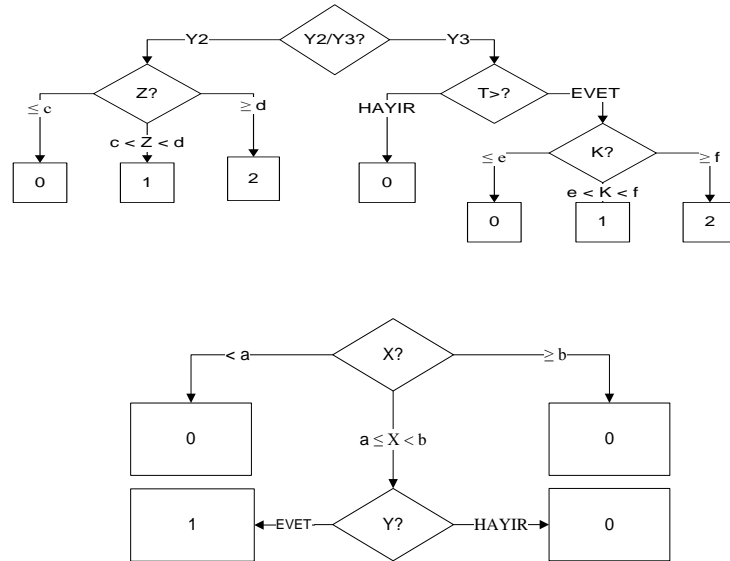 Y2 Y2/Y3? Y3
≤ c Z? ≥ d HAYIR T>? EVET
c < Z < d ≤ e K? ≥ f
0 1 2 0 e < K < f
0 1 2
< a X? ≥ b
0 0
a ≤ X < b
1 EVET Y? HAYIR 0